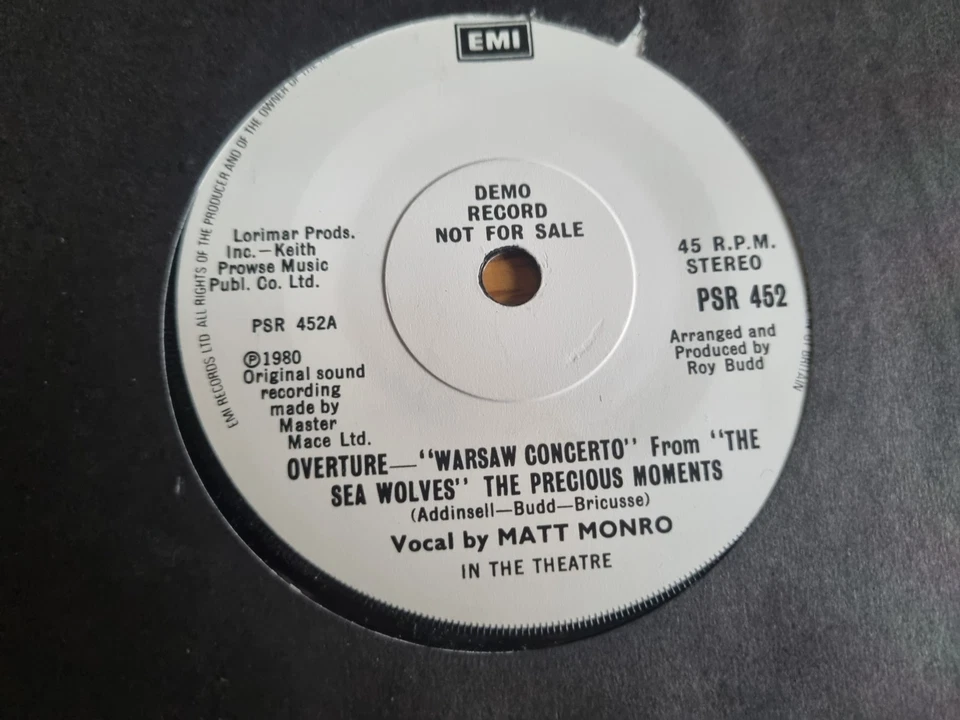 EMI
DEMO
RECORD
NOT FOR SALE
Lorimar Prods.
Inc.—Keith
Prowse Music
Publ. Co. Ltd.
PSR 452A
℗1980
Original sound
recording
made by
Master
Mace Ltd.
45 R.P.M.
STEREO
PSR 452
Arranged and
Produced by
Roy Budd
OVERTURE—"WARSAW CONCERTO" From "THE
SEA WOLVES" THE PRECIOUS MOMENTS
(Addinsell—Budd—Bricusse)
Vocal by MATT MONRO
IN THE THEATRE
EMI RECORDS LTD ALL RIGHTS OF THE PRODUCER AND OF THE OWNER OF THE
BRITAIN